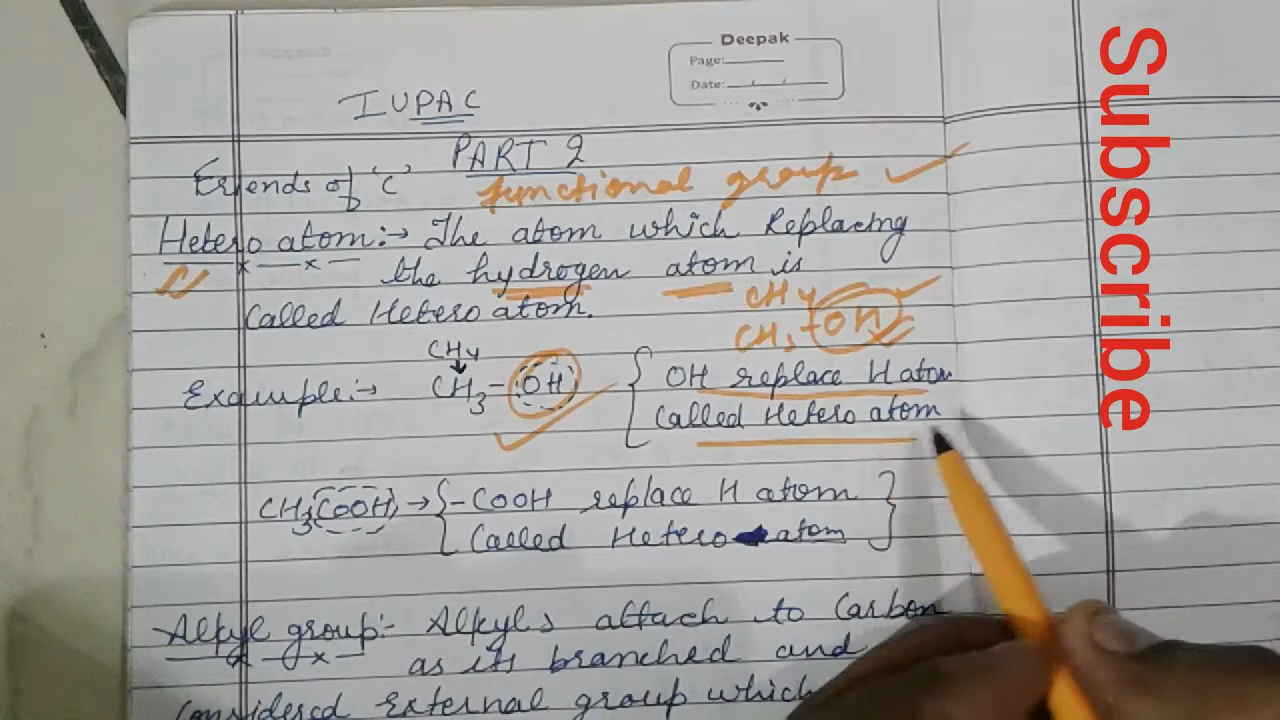 Deepak
Page:
Date:
IUPAC
PART 2
Extends of 'C'
functional group
Hetero atom:→ The atom which Replacing
the hydrogen atom is
Called Hetero atom.
CH4
CH3 + OH
CH4
Example:→ CH3 - OH { OH replace H atom
Called Hetero atom
CH3COOH → {-COOH replace H atom }
Called Hetero atom
Alkyl group:- Alkyls attach to Carbon
as its branched and
Considered External group which
Subscribe